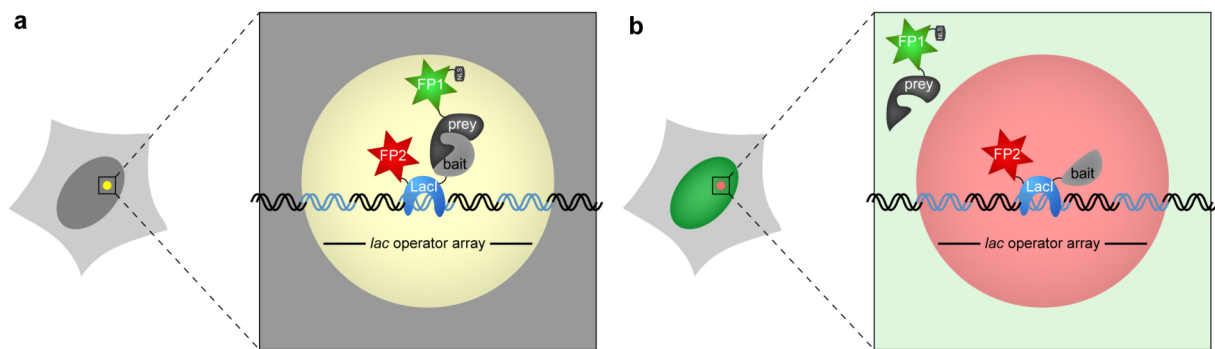 a
FP1
NLS
prey
FP2
bait
LacI
lac operator array
b
FP1
NLS
prey
FP2
bait
LacI
lac operator array